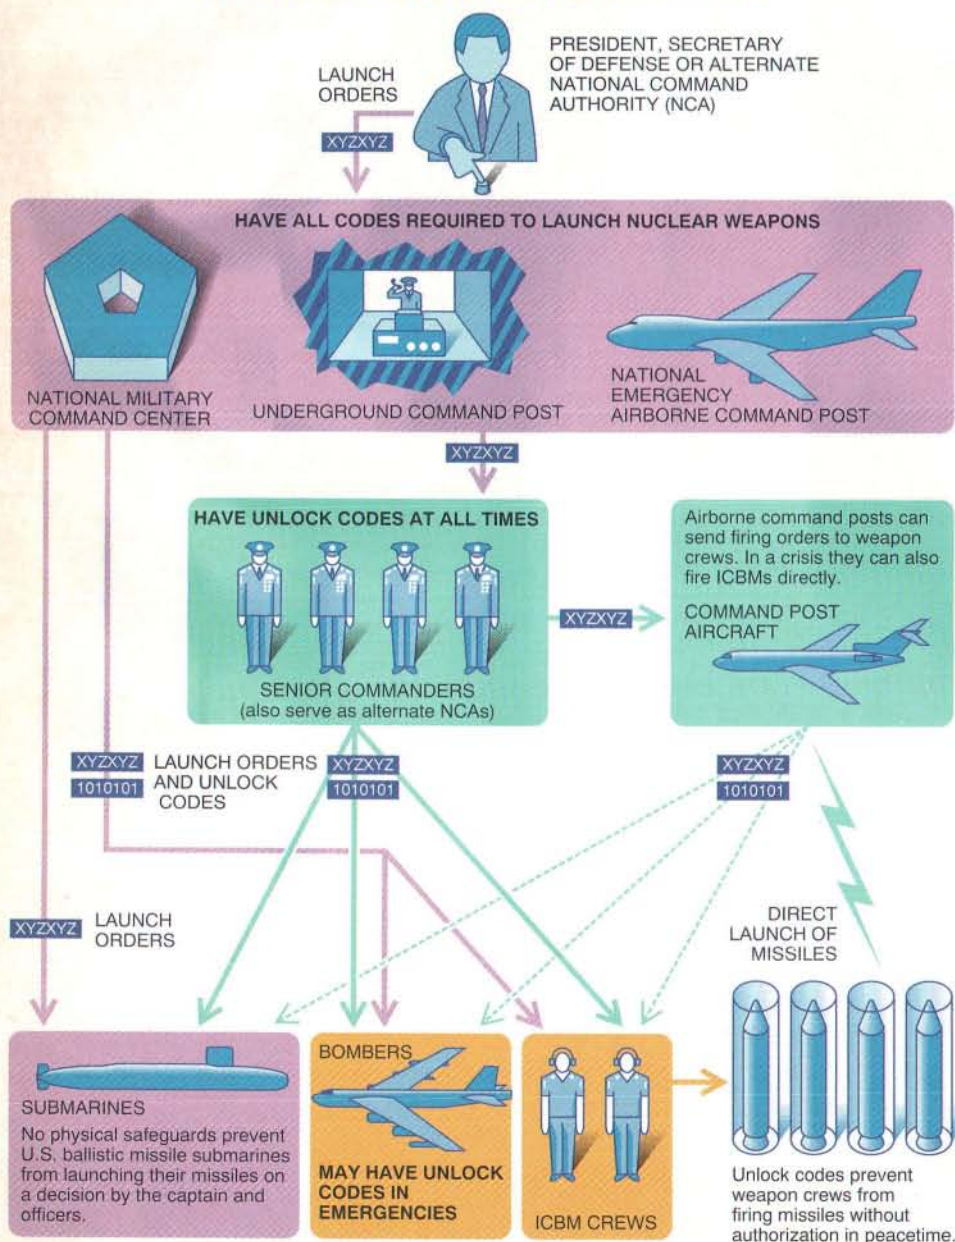 PRESIDENT, SECRETARY
OF DEFENSE OR ALTERNATE
NATIONAL COMMAND
AUTHORITY (NCA)
LAUNCH
ORDERS
XYZXYZ
HAVE ALL CODES REQUIRED TO LAUNCH NUCLEAR WEAPONS
NATIONAL MILITARY
COMMAND CENTER
UNDERGROUND COMMAND POST
NATIONAL
EMERGENCY
AIRBORNE COMMAND POST
XYZXYZ
HAVE UNLOCK CODES AT ALL TIMES
SENIOR COMMANDERS
(also serve as alternate NCAs)
XYZXYZ
Airborne command posts can
send firing orders to weapon
crews. In a crisis they can also
fire ICBMs directly.
COMMAND POST
AIRCRAFT
XYZXYZ
1010101
LAUNCH ORDERS
AND UNLOCK
CODES
XYZXYZ
1010101
XYZXYZ
1010101
XYZXYZ
LAUNCH
ORDERS
DIRECT
LAUNCH OF
MISSILES
SUBMARINES
No physical safeguards prevent
U.S. ballistic missile submarines
from launching their missiles on
a decision by the captain and
officers.
BOMBERS
MAY HAVE UNLOCK
CODES IN
EMERGENCIES
ICBM CREWS
Unlock codes prevent
weapon crews from
firing missiles without
authorization in peacetime.